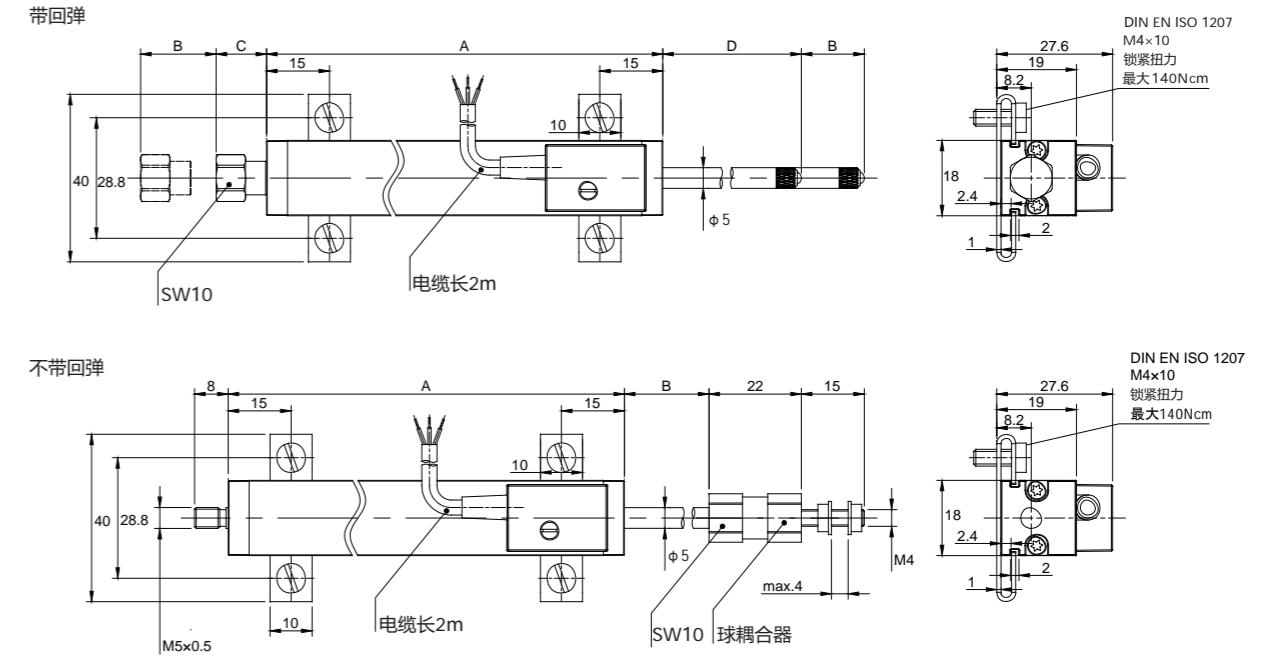 带回弹
B
C
A
D
B
15
15
10
40
28.8
φ5
SW10
电缆长2m
DIN EN ISO 1207
M4×10
锁紧扭力
最大140Ncm
27.6
19
8.2
18
2.4
2
1
不带回弹
8
A
B
22
15
15
15
10
40
28.8
φ5
M4
max.4
10
M5×0.5
电缆长2m
SW10
球耦合器
DIN EN ISO 1207
M4×10
锁紧扭力
最大140Ncm
27.6
19
8.2
18
2.4
2
1